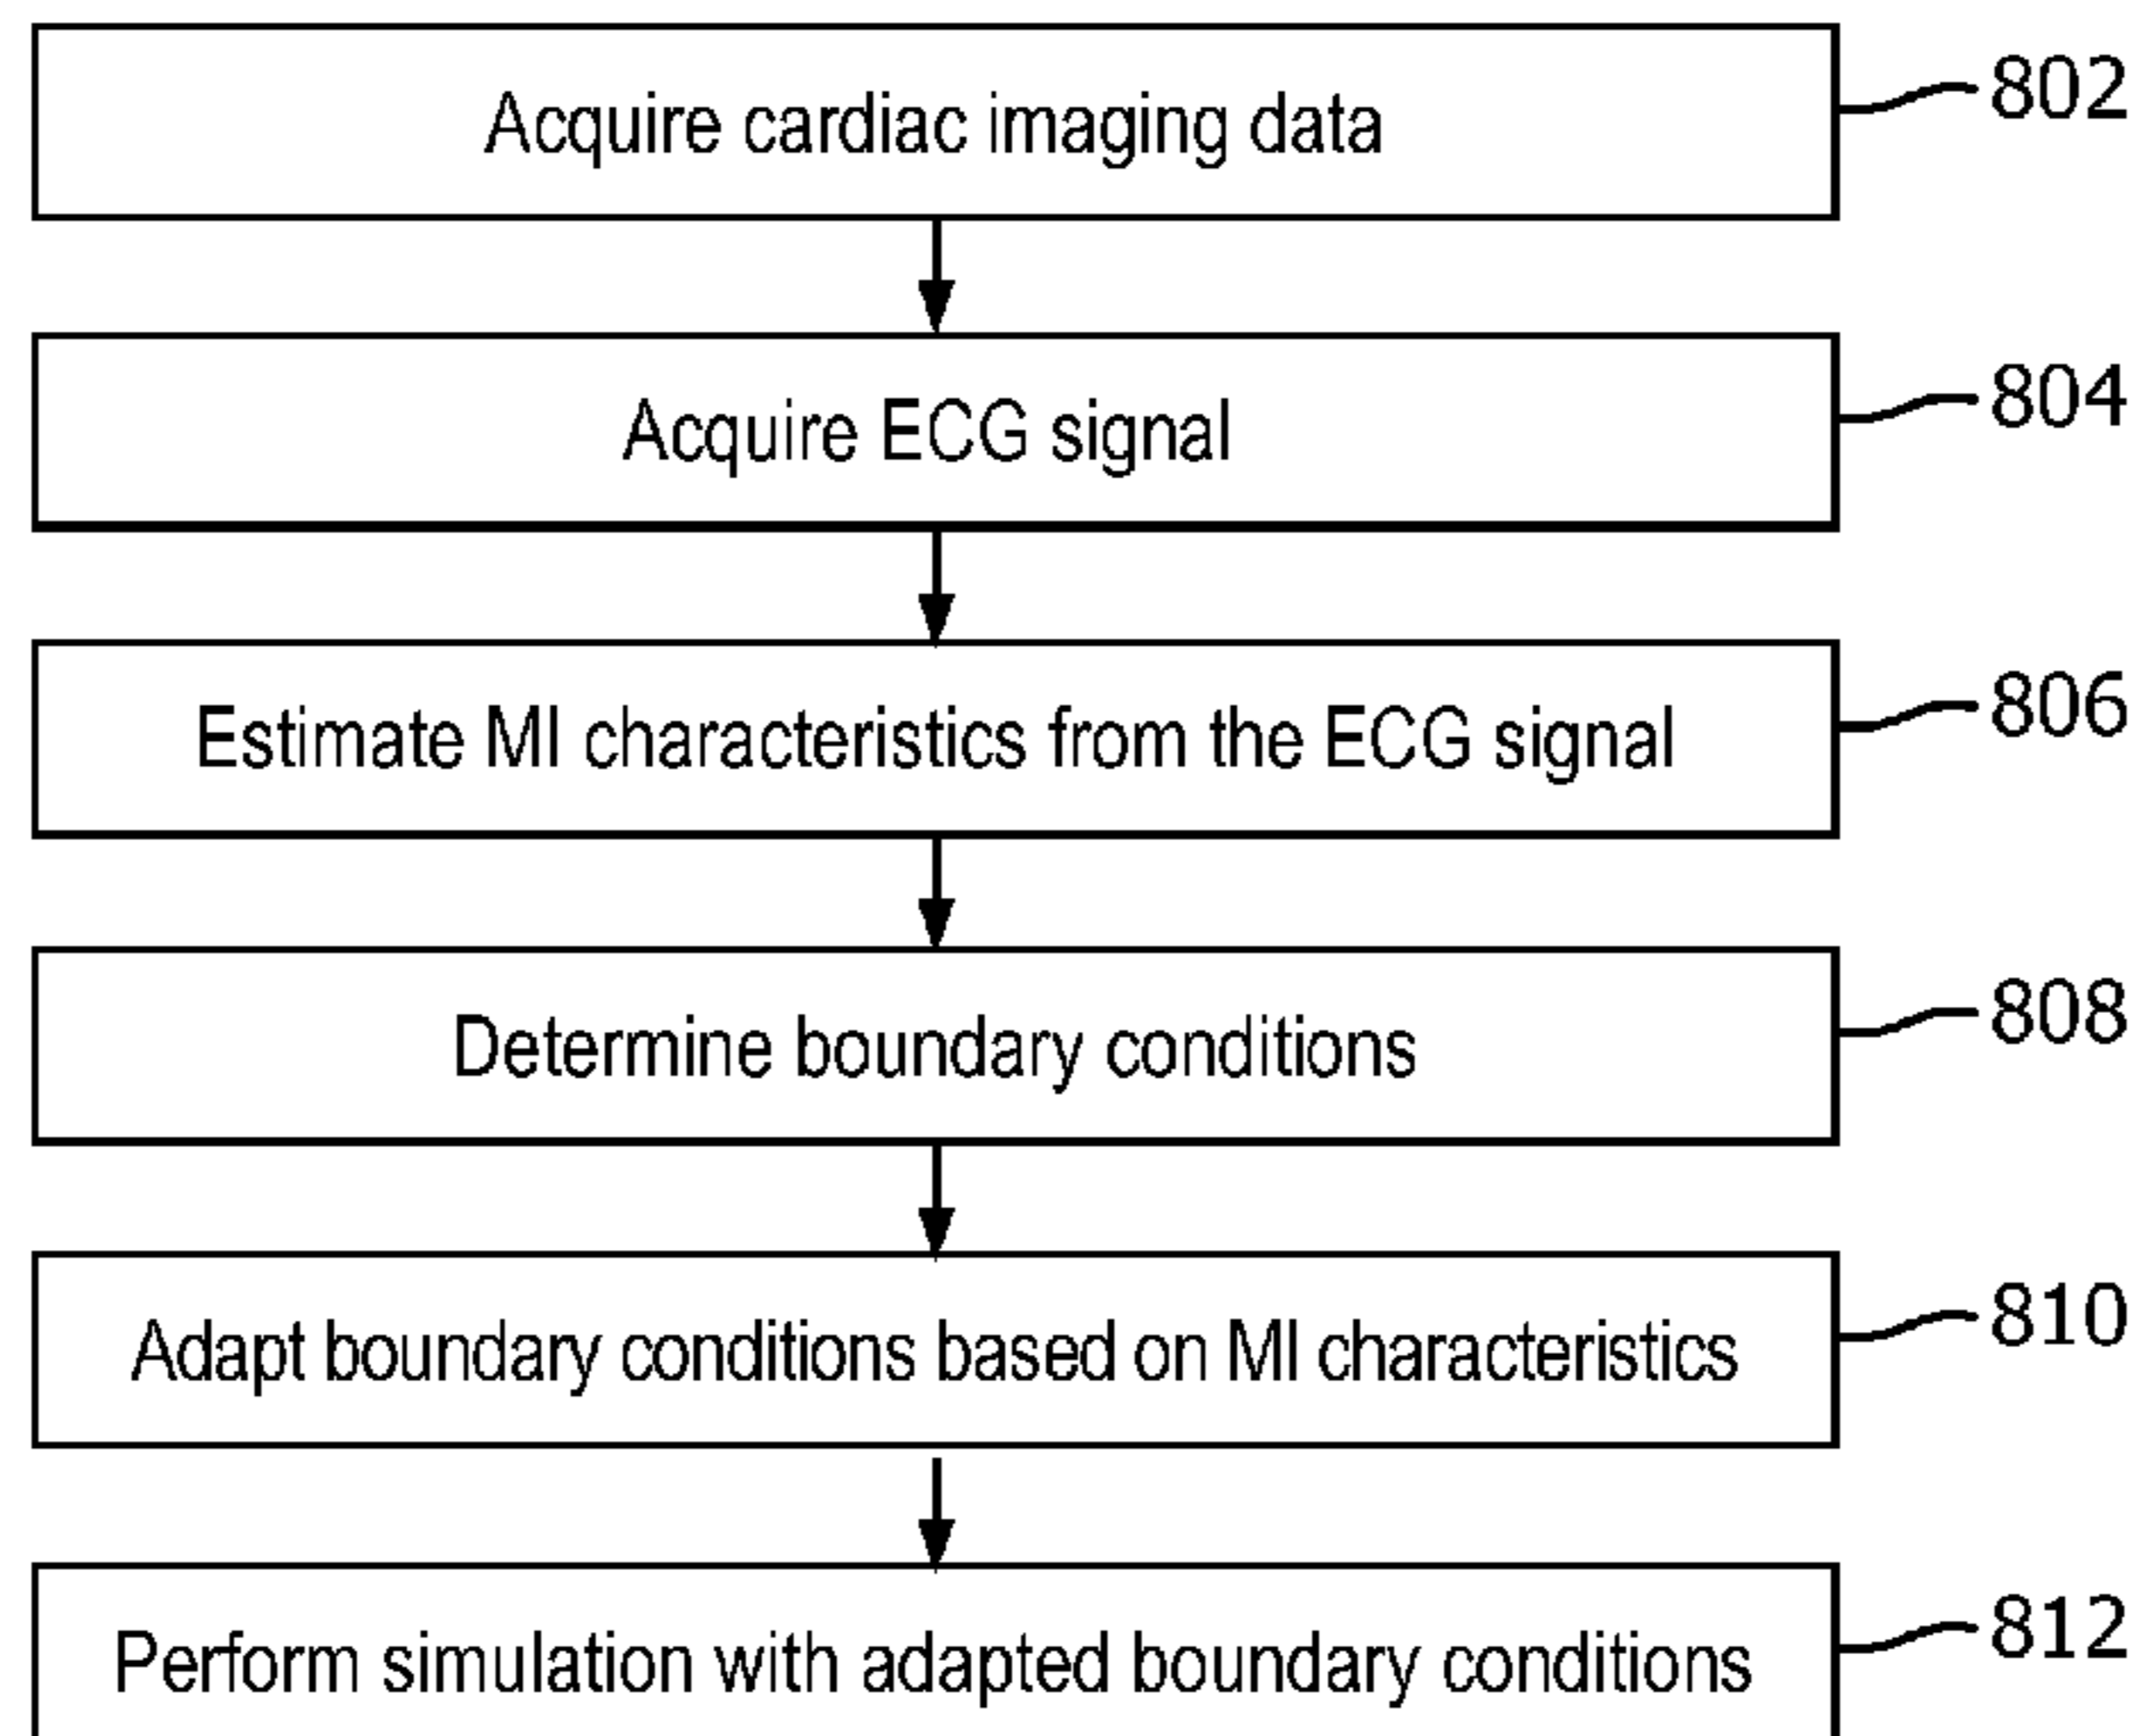 Acquire cardiac imaging data
802
Acquire ECG signal
804
Estimate MI characteristics from the ECG signal
806
Determine boundary conditions
808
Adapt boundary conditions based on MI characteristics
810
Perform simulation with adapted boundary conditions
812